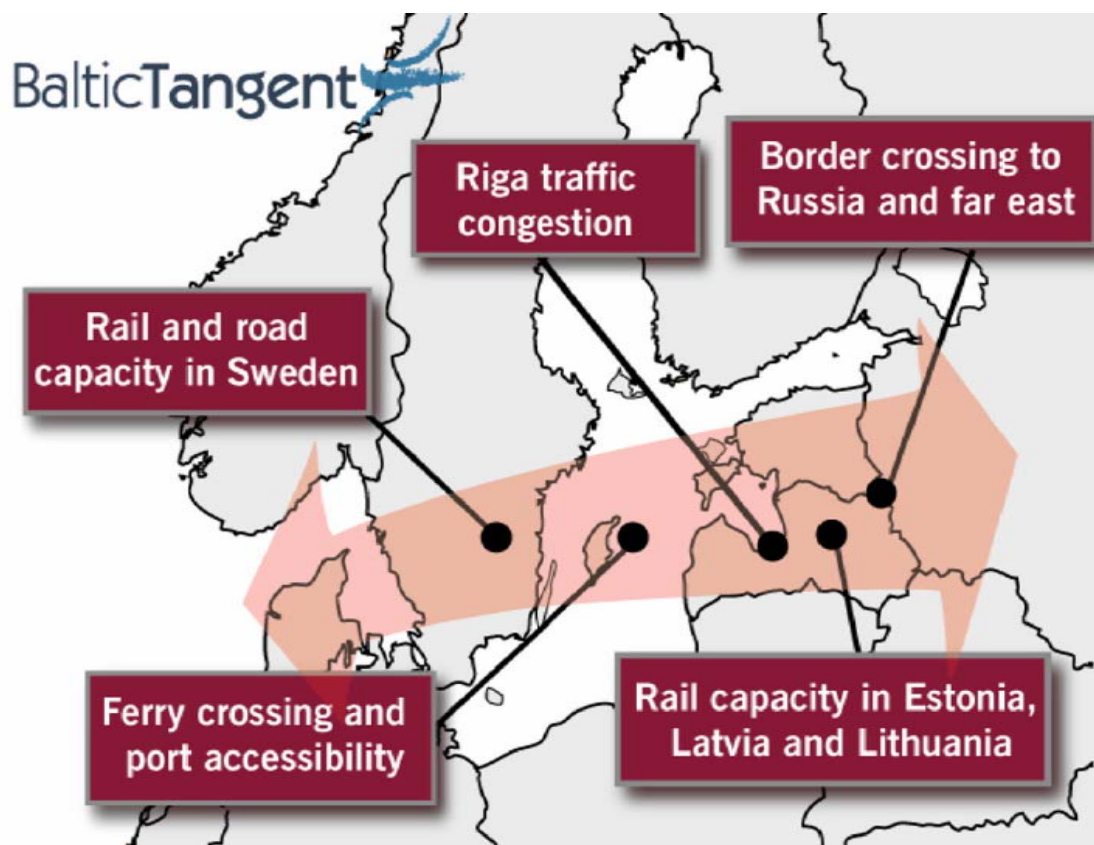 BalticTangent
Riga traffic
congestion
Border crossing to
Russia and far east
Rail and road
capacity in Sweden
Ferry crossing and
port accessibility
Rail capacity in Estonia,
Latvia and Lithuania